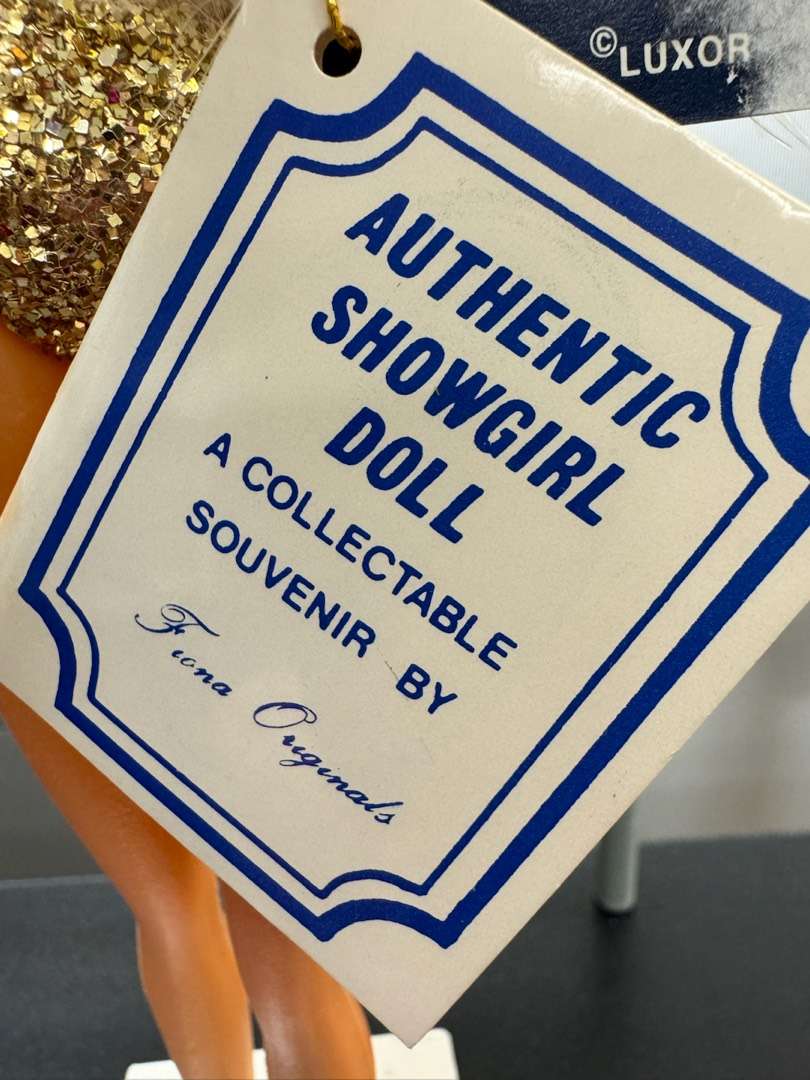 ©LUXOR
AUTHENTIC
SHOWGIRL
DOLL
A COLLECTABLE
SOUVENIR BY
Fiona Originals